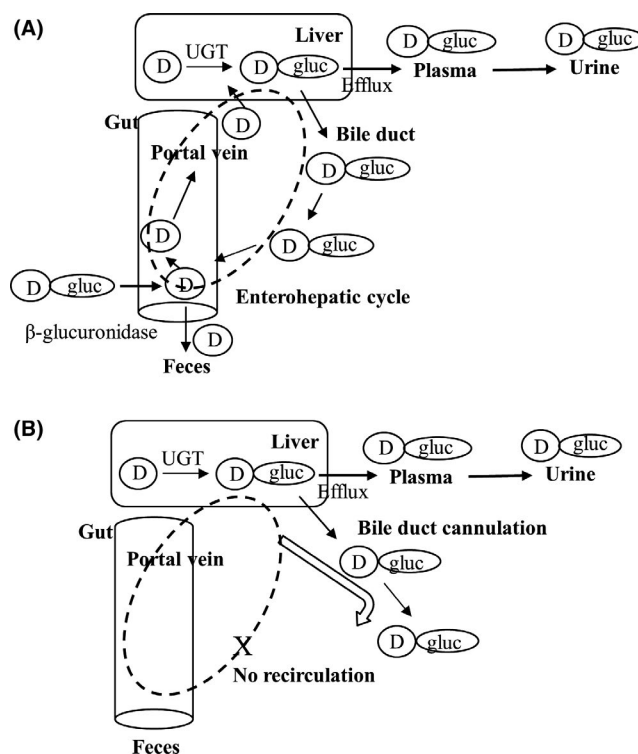 (A)
Liver
UGT
D
D gluc
Efflux
D gluc
Plasma
D gluc
Urine
Gut
D
Portal vein
Bile duct
D gluc
D
D gluc
D gluc
D
Enterohepatic cycle
β-glucuronidase
D
Feces
(B)
Liver
UGT
D
D gluc
Efflux
D gluc
Plasma
D gluc
Urine
Gut
Portal vein
Bile duct cannulation
D gluc
D gluc
X
No recirculation
Feces